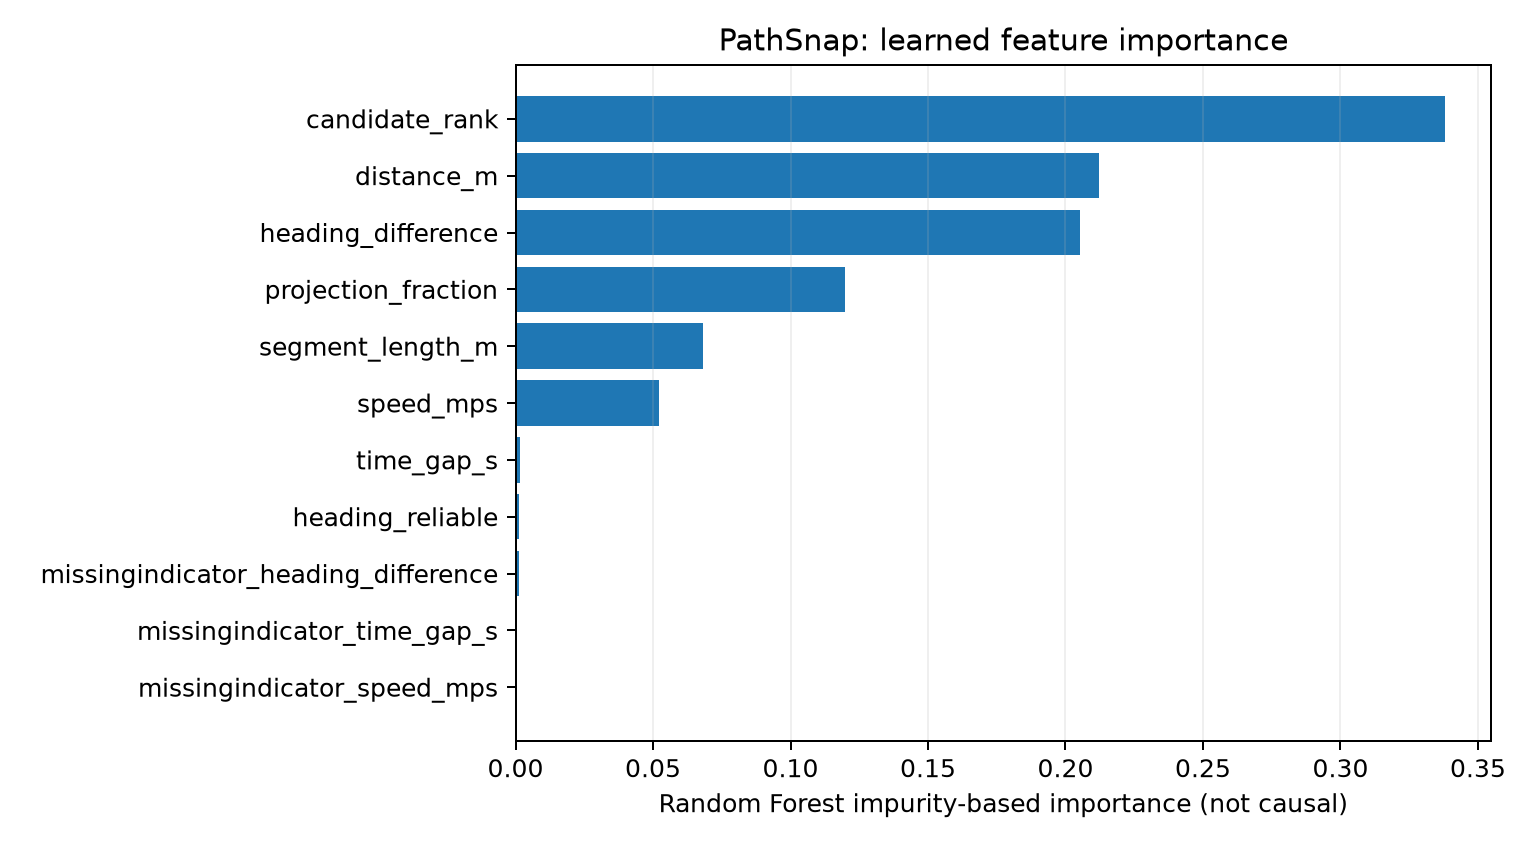 PathSnap: learned feature importance
candidate_rank
distance_m
heading_difference
projection_fraction
segment_length_m
speed_mps
time_gap_s
heading_reliable
missingindicator_heading_difference
missingindicator_time_gap_s
missingindicator_speed_mps
0.00 0.05 0.10 0.15 0.20 0.25 0.30 0.35
Random Forest impurity-based importance (not causal)